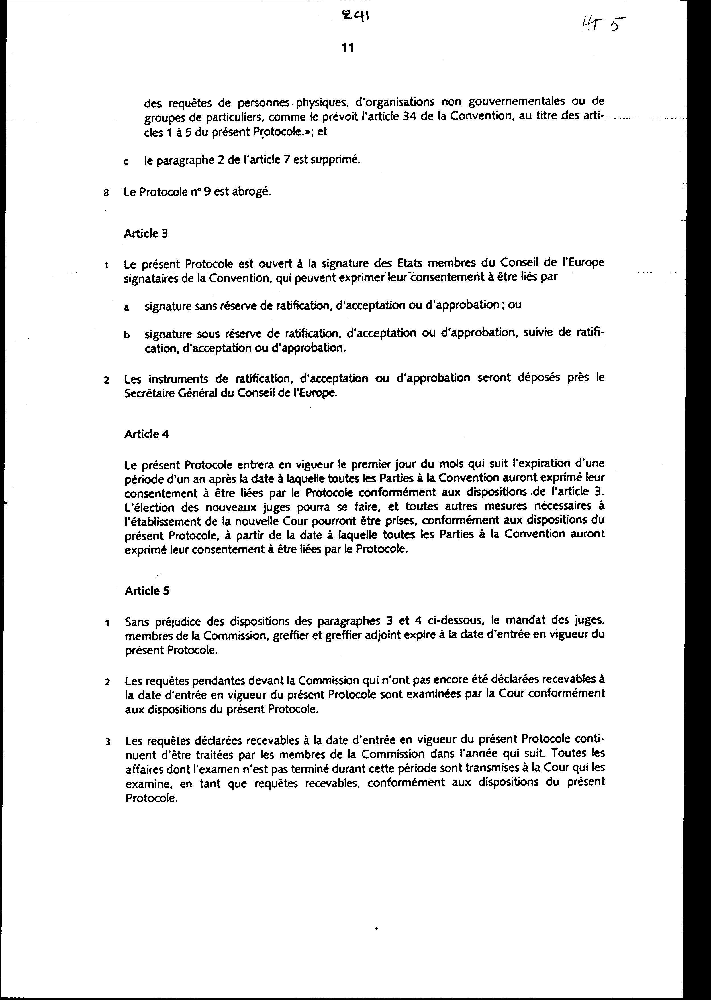 241
HT 5
11
des requêtes de personnes physiques, d'organisations non gouvernementales ou de
groupes de particuliers, comme le prévoit l'article 34 de la Convention, au titre des arti-
cles 1 à 5 du présent Protocole.»; et
c le paragraphe 2 de l'article 7 est supprimé.
8 Le Protocole n° 9 est abrogé.
Article 3
1 Le présent Protocole est ouvert à la signature des Etats membres du Conseil de l'Europe
signataires de la Convention, qui peuvent exprimer leur consentement à être liés par
a signature sans réserve de ratification, d'acceptation ou d'approbation; ou
b signature sous réserve de ratification, d'acceptation ou d'approbation, suivie de ratifi-
cation, d'acceptation ou d'approbation.
2 Les instruments de ratification, d'acceptation ou d'approbation seront déposés près le
Secrétaire Général du Conseil de l'Europe.
Article 4
Le présent Protocole entrera en vigueur le premier jour du mois qui suit l'expiration d'une
période d'un an après la date à laquelle toutes les Parties à la Convention auront exprimé leur
consentement à être liées par le Protocole conformément aux dispositions de l'article 3.
L'élection des nouveaux juges pourra se faire, et toutes autres mesures nécessaires à
l'établissement de la nouvelle Cour pourront être prises, conformément aux dispositions du
présent Protocole, à partir de la date à laquelle toutes les Parties à la Convention auront
exprimé leur consentement à être liées par le Protocole.
Article 5
1 Sans préjudice des dispositions des paragraphes 3 et 4 ci-dessous, le mandat des juges,
membres de la Commission, greffier et greffier adjoint expire à la date d'entrée en vigueur du
présent Protocole.
2 Les requêtes pendantes devant la Commission qui n'ont pas encore été déclarées recevables à
la date d'entrée en vigueur du présent Protocole sont examinées par la Cour conformément
aux dispositions du présent Protocole.
3 Les requêtes déclarées recevables à la date d'entrée en vigueur du présent Protocole conti-
nuent d'être traitées par les membres de la Commission dans l'année qui suit. Toutes les
affaires dont l'examen n'est pas terminé durant cette période sont transmises à la Cour qui les
examine, en tant que requêtes recevables, conformément aux dispositions du présent
Protocole.